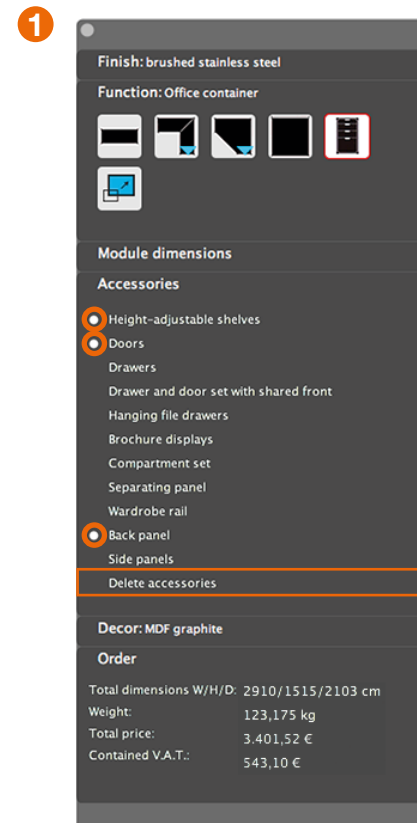 1
Finish: brushed stainless steel
Function: Office container
Module dimensions
Accessories
Height-adjustable shelves
Doors
Drawers
Drawer and door set with shared front
Hanging file drawers
Brochure displays
Compartment set
Separating panel
Wardrobe rail
Back panel
Side panels
Delete accessories
Decor: MDF graphite
Order
Total dimensions W/H/D: 2910/1515/2103 cm
Weight: 123,175 kg
Total price: 3.401,52 €
Contained V.A.T.: 543,10 €